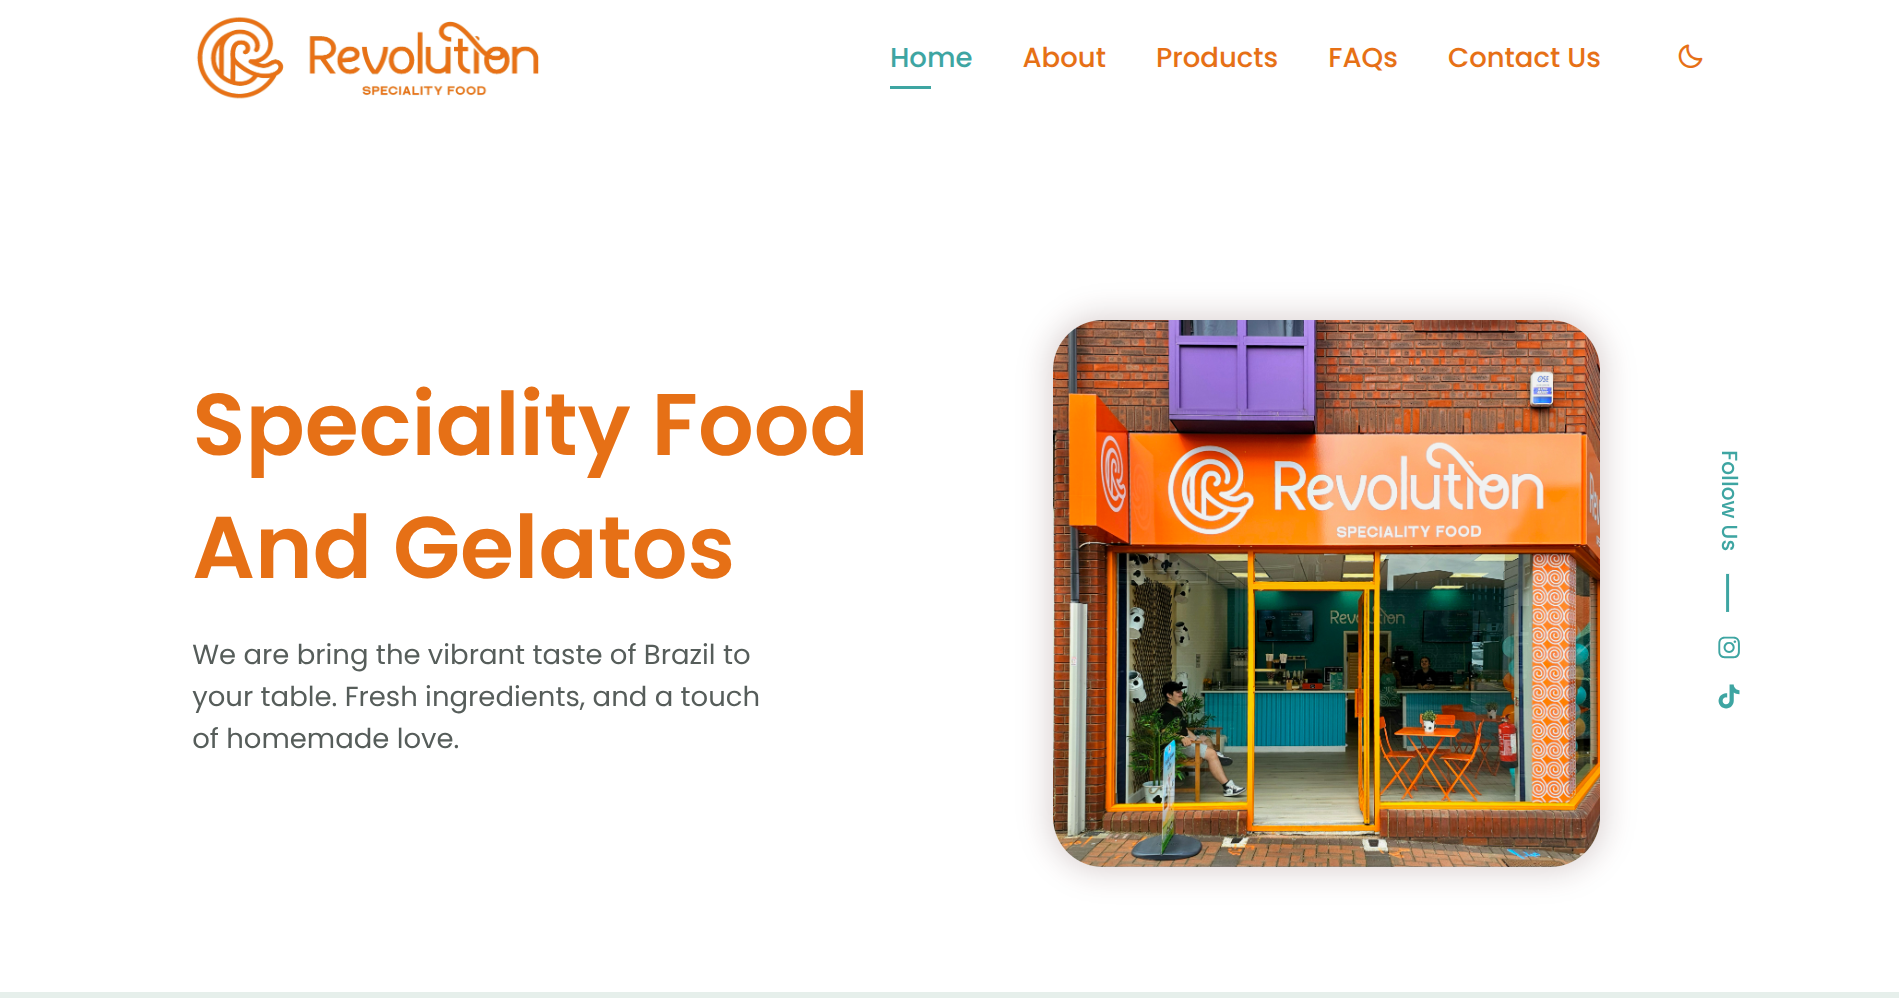 Revolution
SPECIALITY FOOD
Home About Products FAQs Contact Us
Speciality Food
And Gelatos
We are bring the vibrant taste of Brazil to
your table. Fresh ingredients, and a touch
of homemade love.
Revolution
SPECIALITY FOOD
Revolution
Follow Us